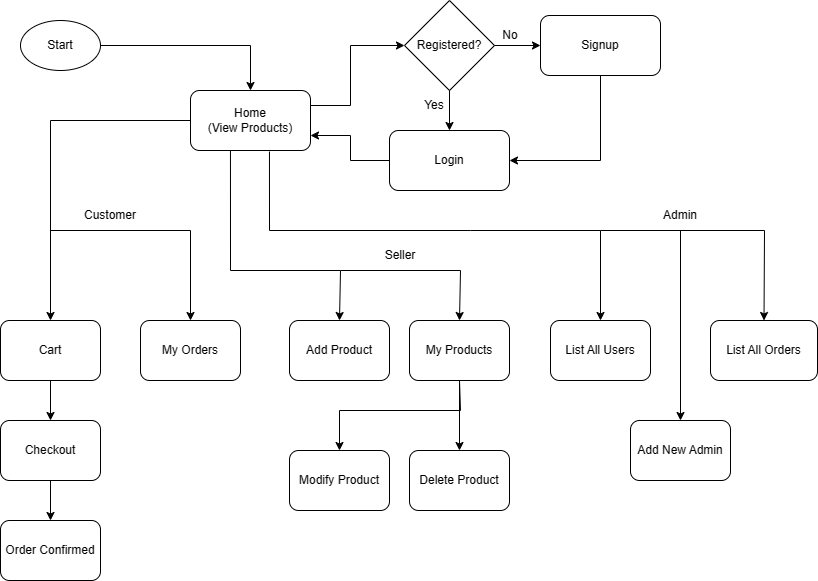 Start
Registered?
No
Signup
Home
(View Products)
Yes
Login
Customer
Admin
Seller
Cart
My Orders
Add Product
My Products
List All Users
List All Orders
Checkout
Add New Admin
Modify Product
Delete Product
Order Confirmed